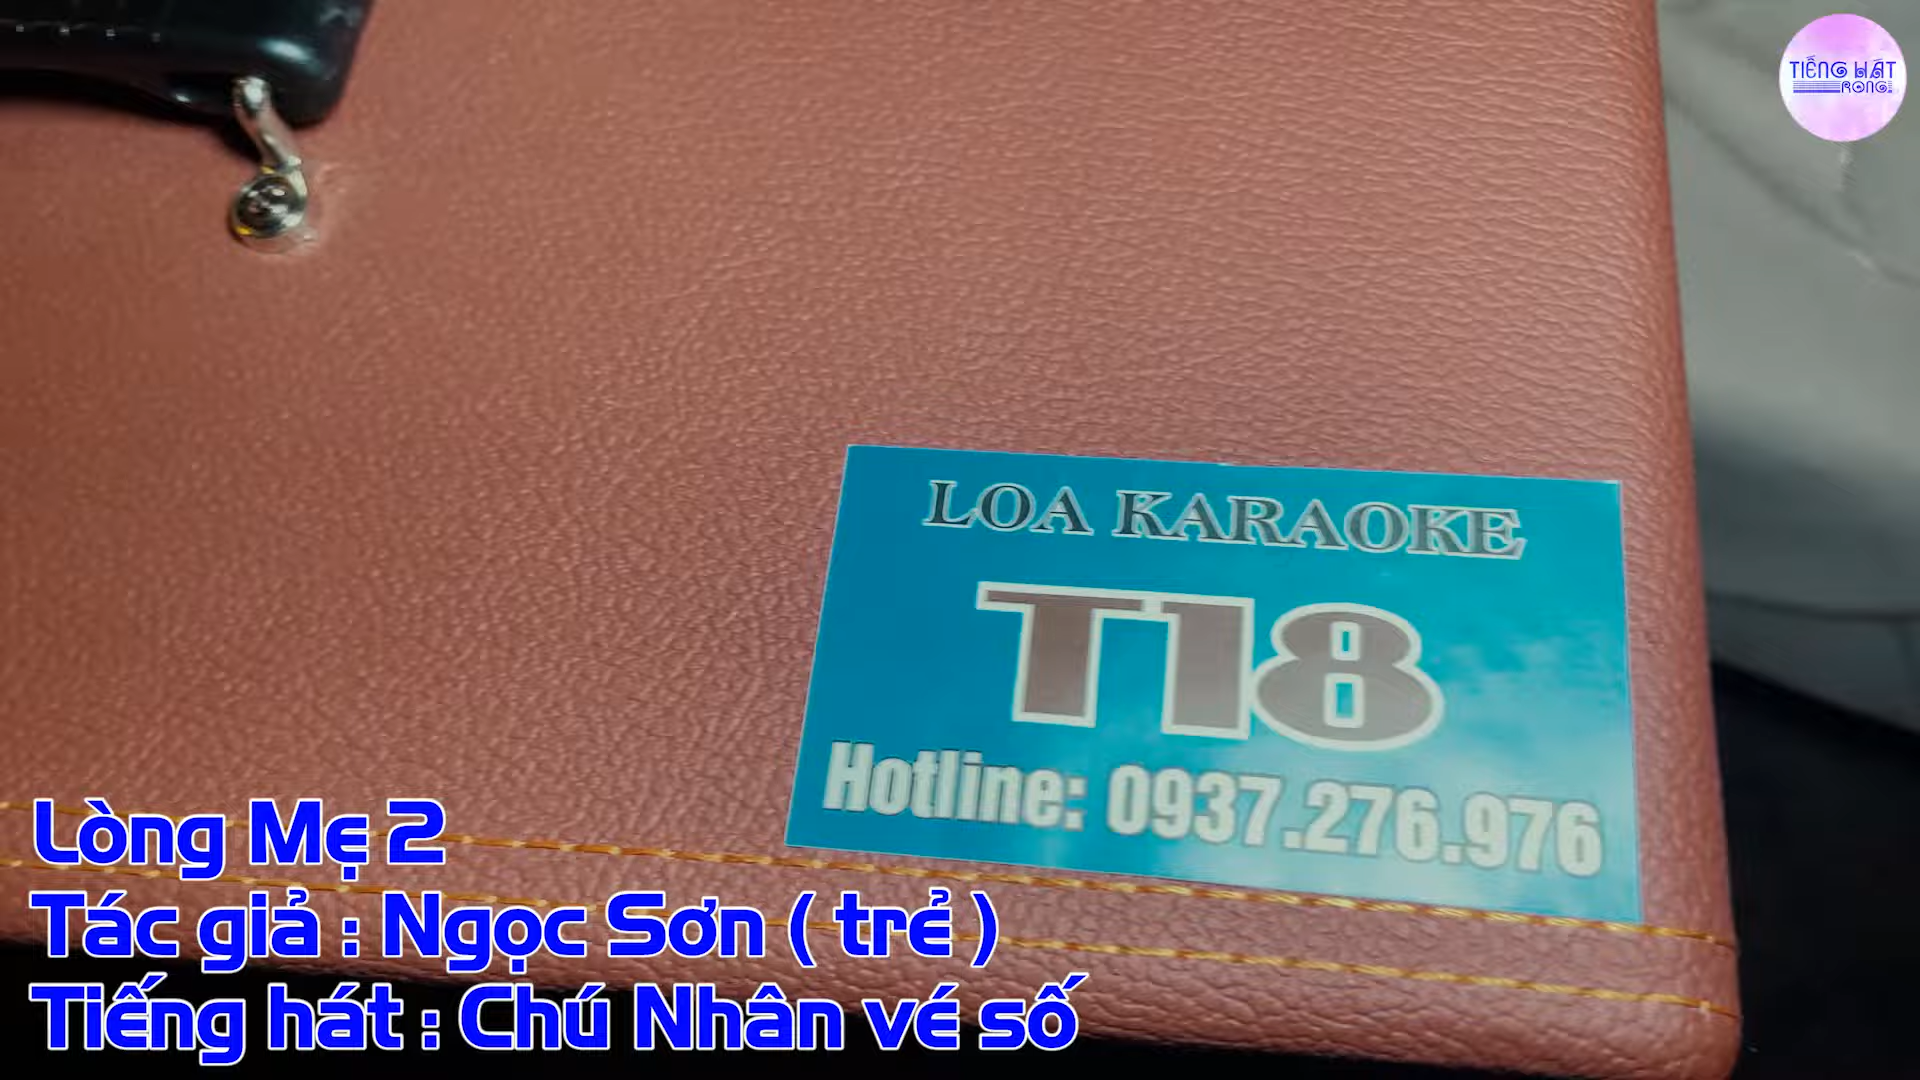 TIẾNG HÁT
RONG
LOA KARAOKE
T18
Hotline: 0937.276.976
Lòng Mẹ 2
Tác giả : Ngọc Sơn ( trẻ )
Tiếng hát : Chú Nhân vé số